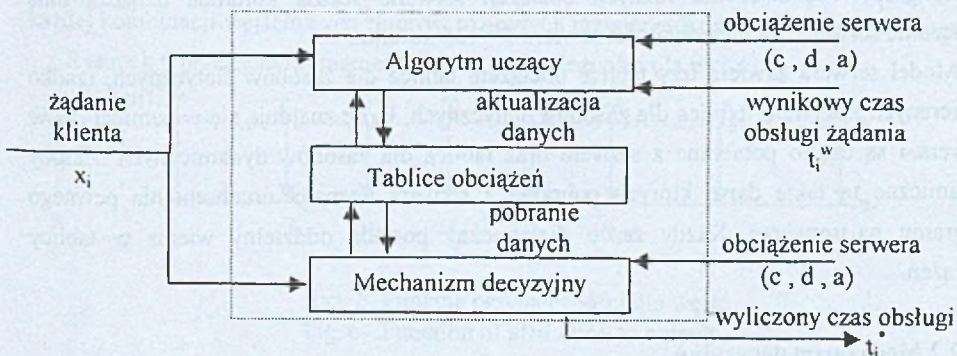 obciążenie serwera
(c , d , a)
Algorytm uczący
żądanie
klienta
x_i
aktualizacja
danych
wynikowy czas
obsługi żądania
t_i^w
Tablice obciążeń
pobranie
danych
obciążenie serwera
(c , d , a)
Mechanizm decyzyjny
wyliczony czas obsługi
t_i